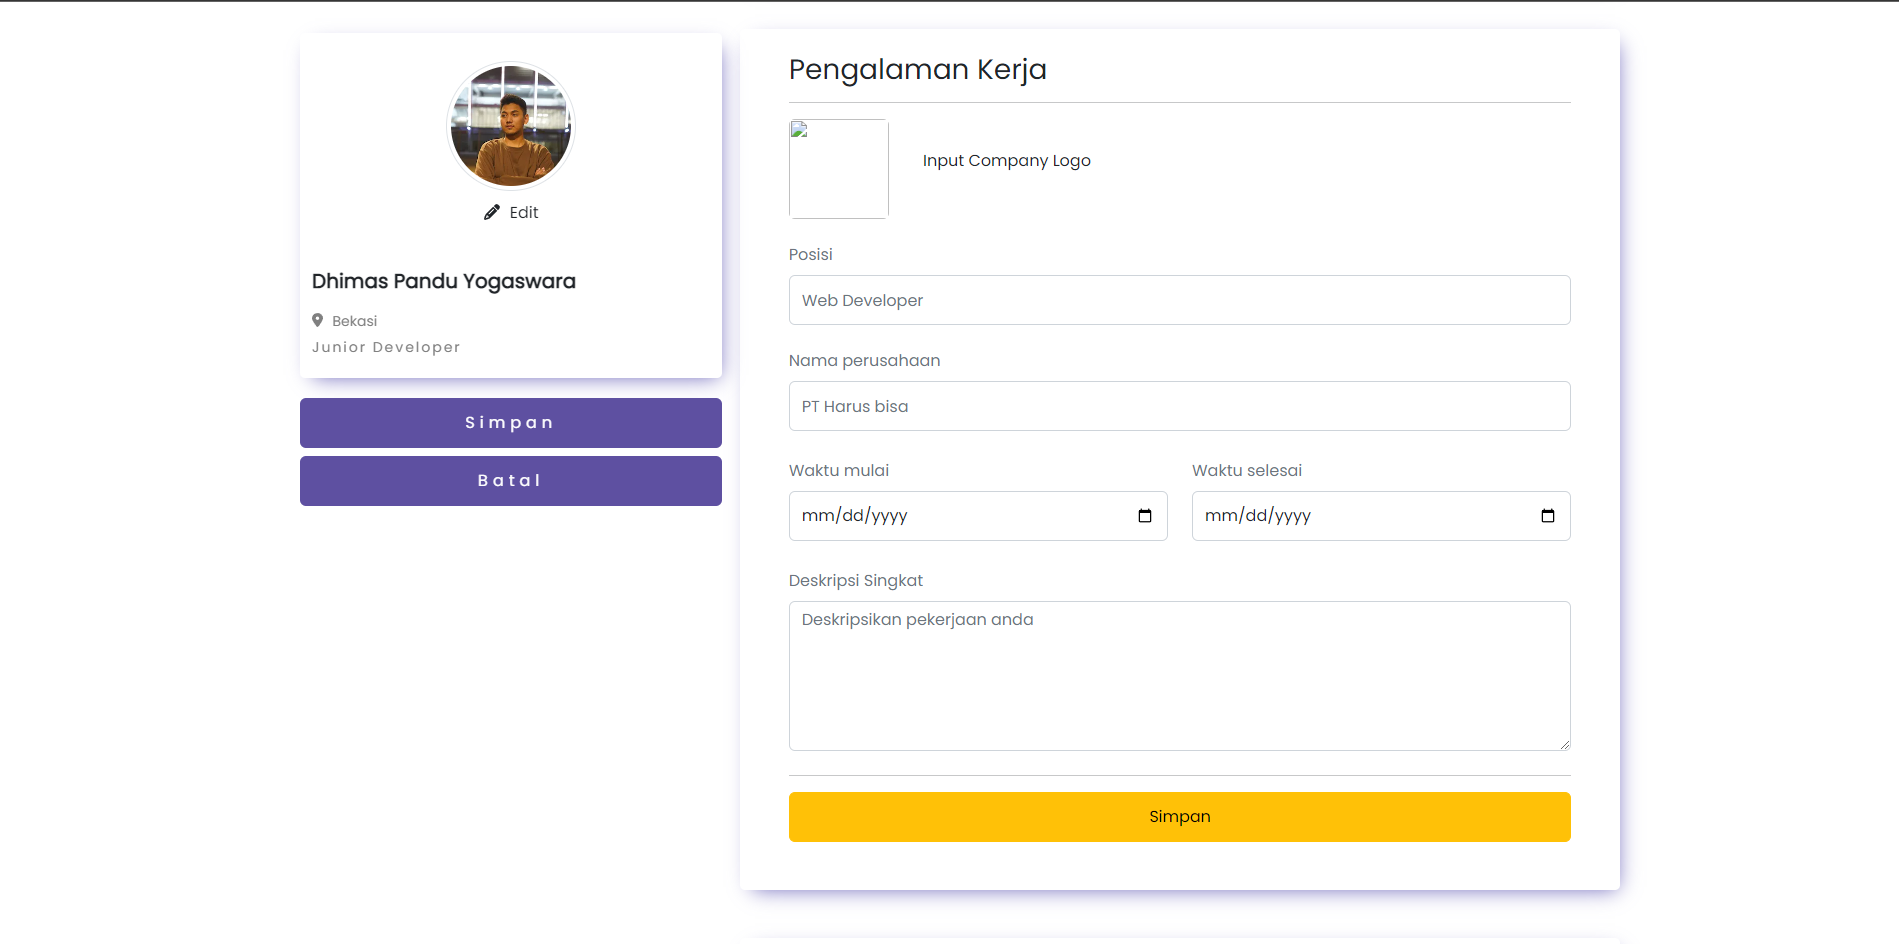 Edit
Dhimas Pandu Yogaswara
Bekasi
Junior Developer
Simpan
Batal
Pengalaman Kerja
Input Company Logo
Posisi
Web Developer
Nama perusahaan
PT Harus bisa
Waktu mulai
mm/dd/yyyy
Waktu selesai
mm/dd/yyyy
Deskripsi Singkat
Deskripsikan pekerjaan anda
Simpan